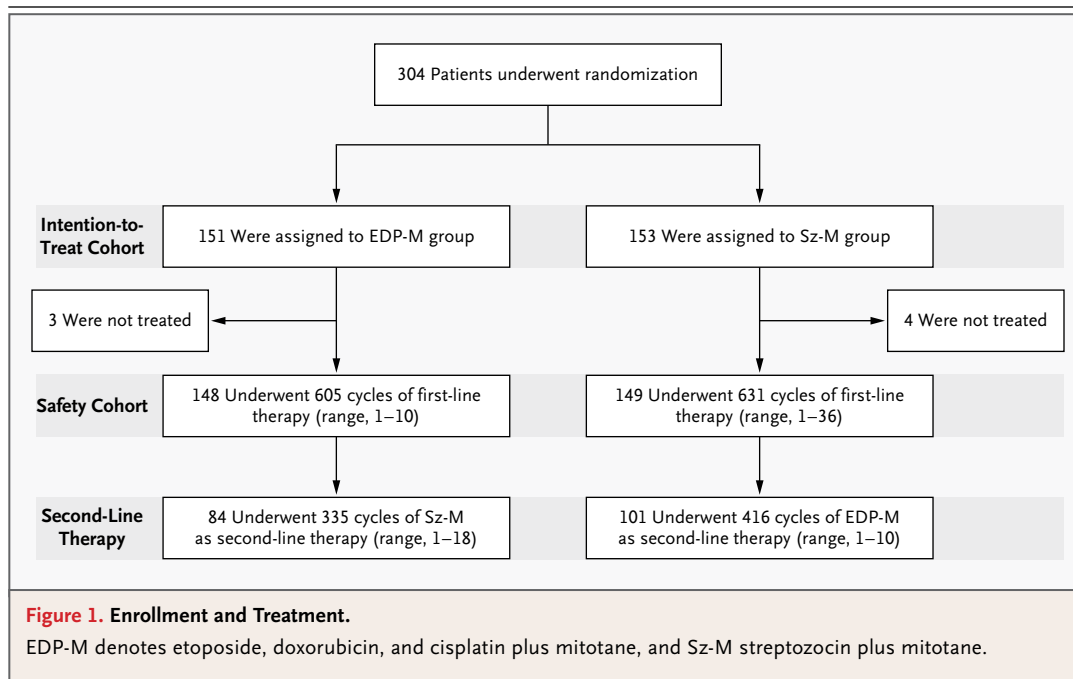 304 Patients underwent randomization
Intention-to-
Treat Cohort
151 Were assigned to EDP-M group
153 Were assigned to Sz-M group
3 Were not treated
4 Were not treated
Safety Cohort
148 Underwent 605 cycles of first-line
therapy (range, 1–10)
149 Underwent 631 cycles of first-line
therapy (range, 1–36)
Second-Line
Therapy
84 Underwent 335 cycles of Sz-M
as second-line therapy (range, 1–18)
101 Underwent 416 cycles of EDP-M
as second-line therapy (range, 1–10)
Figure 1. Enrollment and Treatment.
EDP-M denotes etoposide, doxorubicin, and cisplatin plus mitotane, and Sz-M streptozocin plus mitotane.